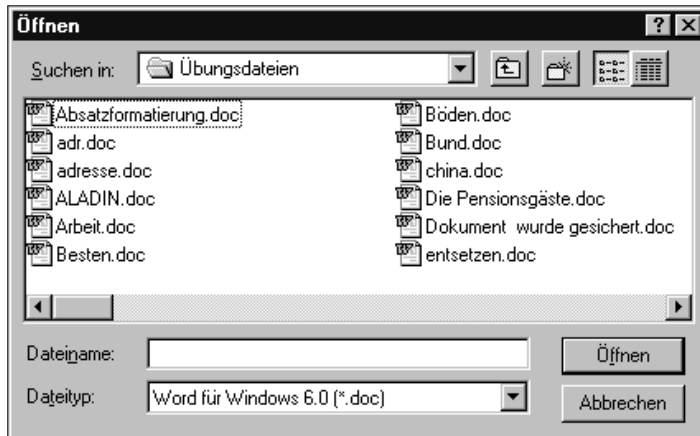 Öffnen
Suchen in: Übungsdateien
Absatzformatierung.doc
adr.doc
adresse.doc
ALADIN.doc
Arbeit.doc
Besten.doc
Böden.doc
Bund.doc
china.doc
Die Pensionsgäste.doc
Dokument  wurde gesichert.doc
entsetzen.doc
Dateiname:
Öffnen
Dateityp: Word für Windows 6.0 (*.doc)
Abbrechen